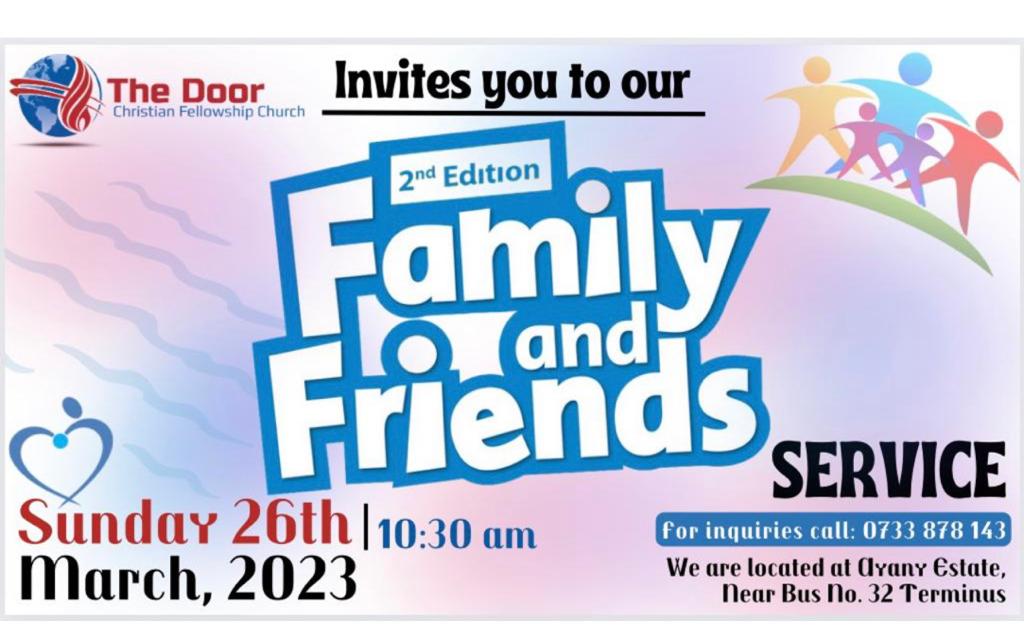 The Door
Christian Fellowship Church
Invites you to our
2nd Edition
Family
and
Friends
SERVICE
Sunday 26th
March, 2023
10:30 am
For inquiries call: 0733 878 143
We are located at Ayany Estate,
Near Bus No. 32 Terminus